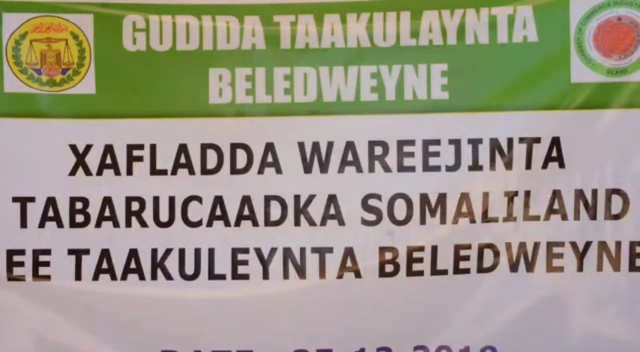 GUDIDA TAAKULAYNTA
BELEDWEYNE
XAFLADDA WAREEJINTA
TABARUCAADKA SOMALILAND
EE TAAKULEYNTA BELEDWEYNE